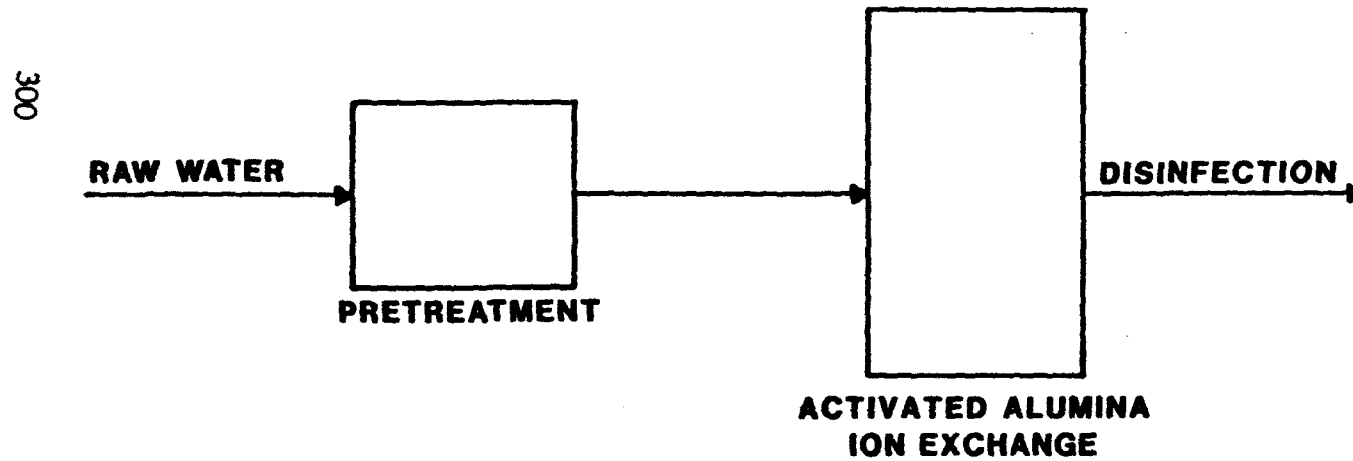 300
RAW WATER
DISINFECTION
PRETREATMENT
ACTIVATED ALUMINA
ION EXCHANGE